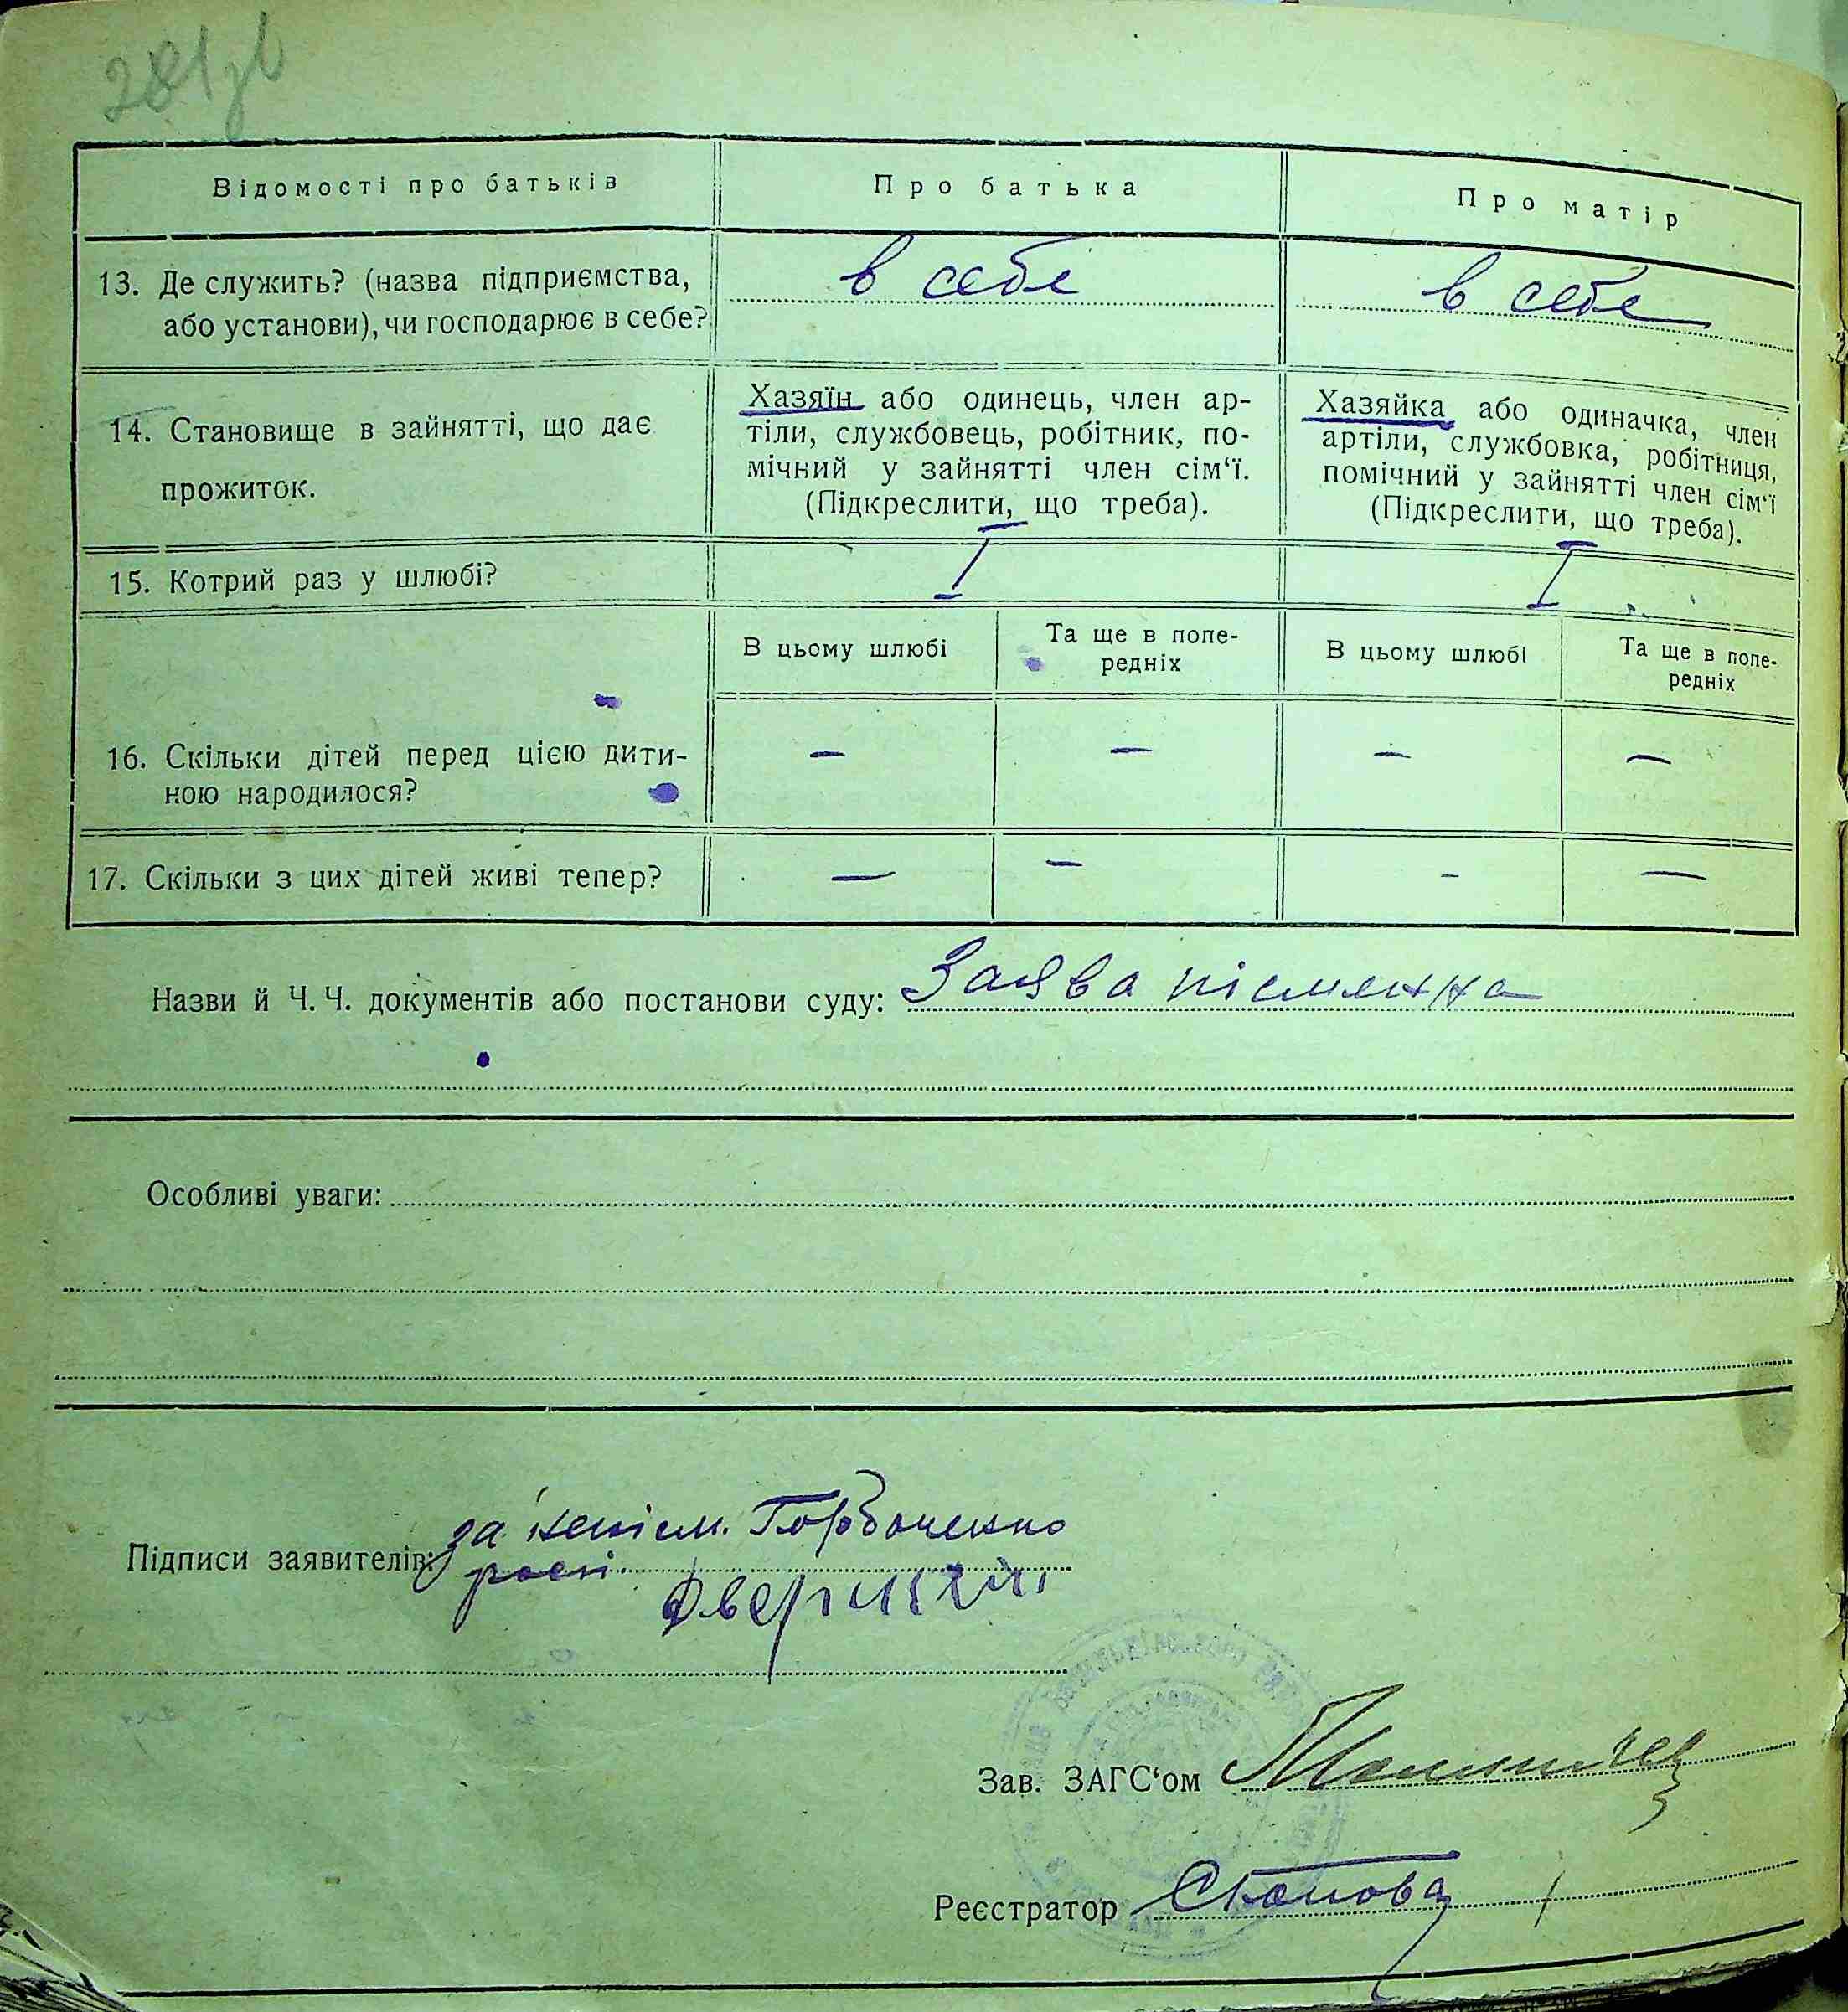 281зв
Відомості про батьків
Про батька
Про матір
13. Де служить? (назва підприємства,
або установи), чи господарює в себе?
в себе
в себе
14. Становище в зайнятті, що дає
прожиток.
Хазяїн або одинець, член ар-
тіли, службовець, робітник, по-
мічний у зайнятті член сім‘ї.
(Підкреслити, що треба).
Хазяйка або одиначка, член
артіли, службовка, робітниця,
помічний у зайнятті член сім‘ї
(Підкреслити, що треба).
15. Котрий раз у шлюбі?
I
I
В цьому шлюбі
Та ще в попе-
редніх
В цьому шлюбі
Та ще в попе-
редніх
16. Скільки дітей перед цією дити-
ною народилося?
— — — —
17. Скільки з цих дітей живі тепер?
— — - —
Назви й Ч. Ч. документів або постанови суду: Заява пісменна
Особливі уваги:
за непісм. Горбаченко
Підписи заявителів: росп.
Зав. ЗАГС‘ом
Реєстратор